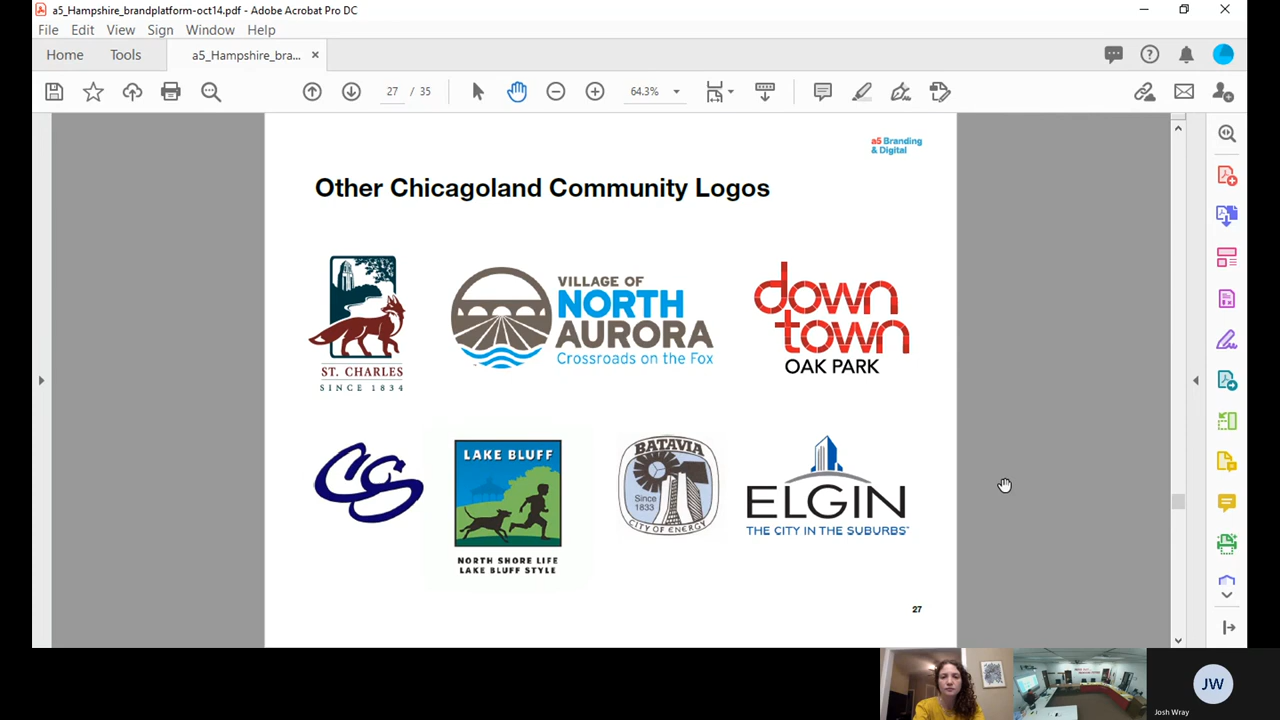 a5_Hampshire_brandplatform-oct14.pdf - Adobe Acrobat Pro DC
File Edit View Sign Window Help
Home Tools a5_Hampshire_bra... ×
27 / 35 64.3%
a5 Branding
& Digital
Other Chicagoland Community Logos
ST. CHARLES
SINCE 1834
VILLAGE OF
NORTH
AURORA
Crossroads on the Fox
down
town
OAK PARK
CS
LAKE BLUFF
NORTH SHORE LIFE
LAKE BLUFF STYLE
BATAVIA
Since
1833
CITY OF ENERGY
ELGIN
THE CITY IN THE SUBURBS
27
JW
Josh Wray